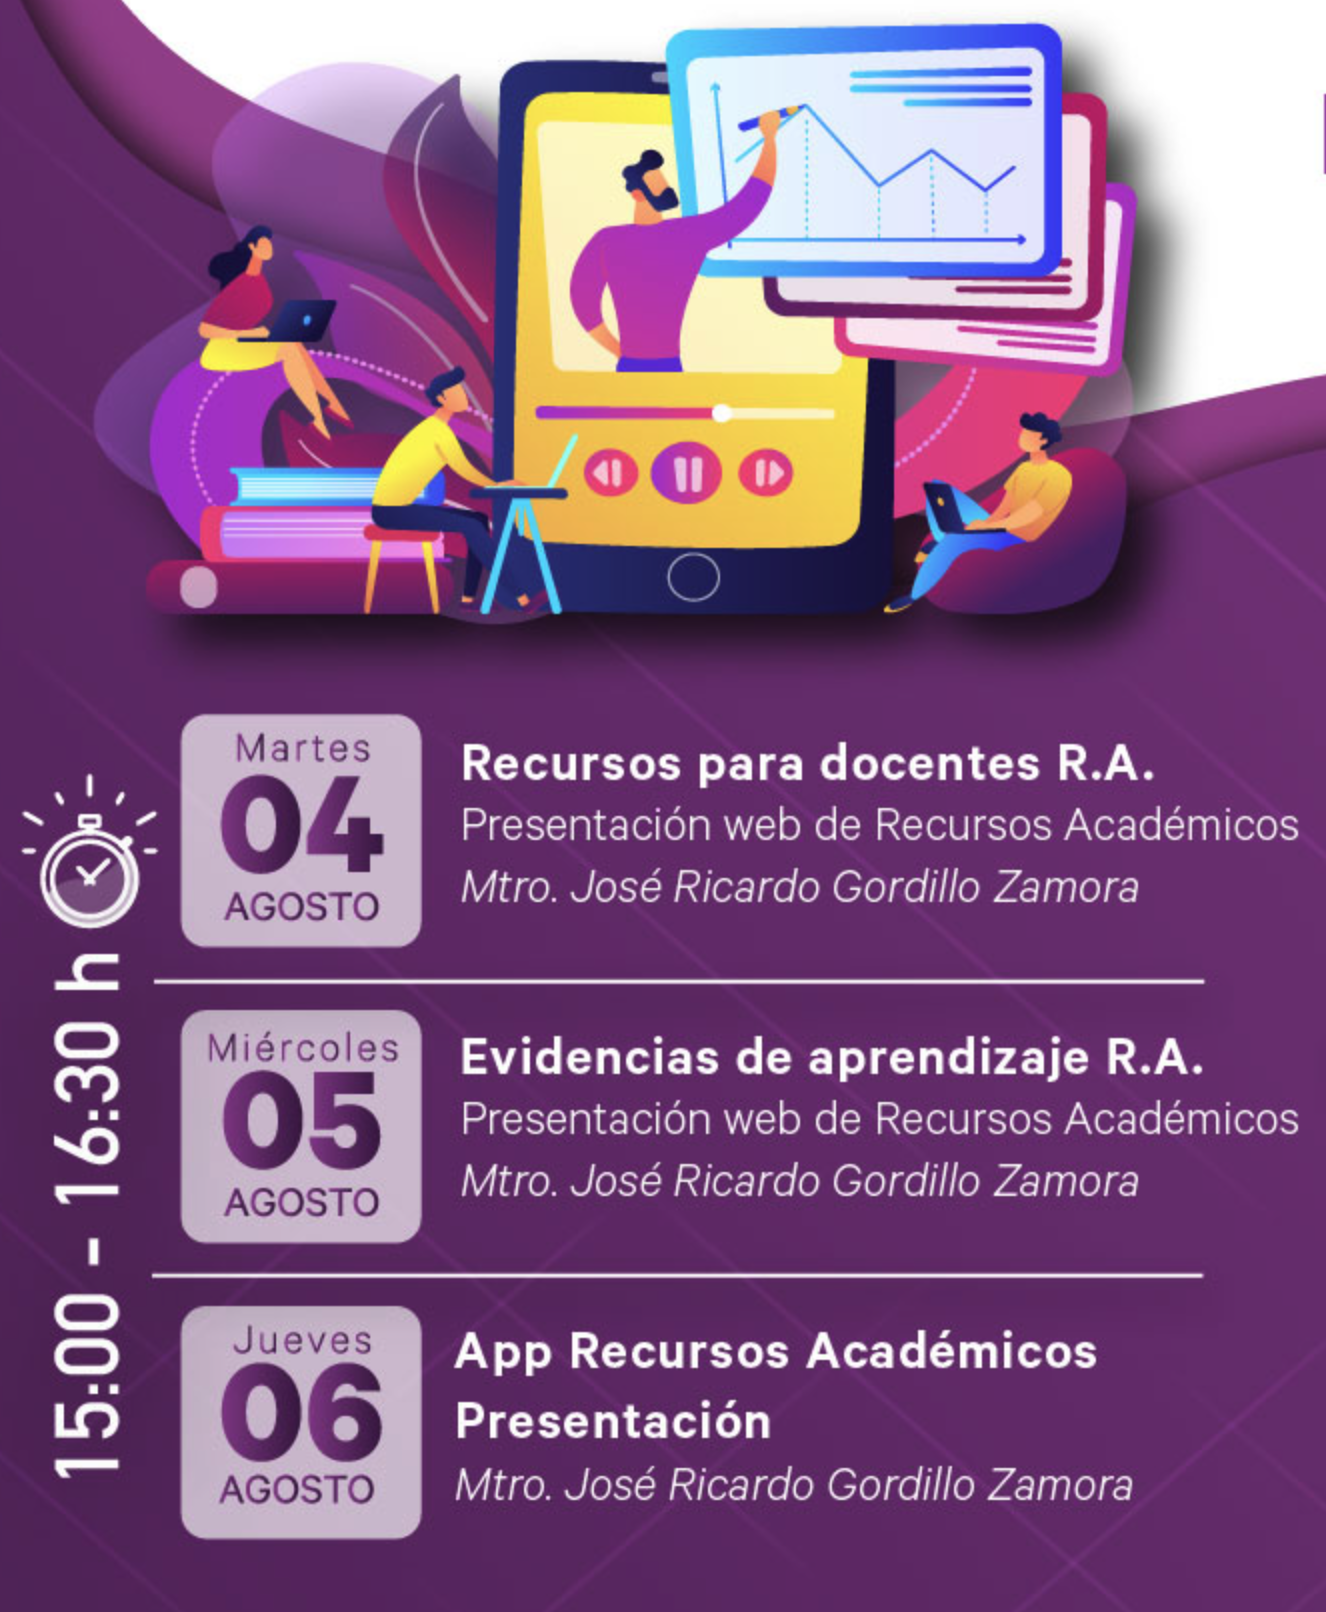 15:00 - 16:30 h
Martes
04
AGOSTO
Recursos para docentes R.A.
Presentación web de Recursos Académicos
Mtro. José Ricardo Gordillo Zamora
Miércoles
05
AGOSTO
Evidencias de aprendizaje R.A.
Presentación web de Recursos Académicos
Mtro. José Ricardo Gordillo Zamora
Jueves
06
AGOSTO
App Recursos Académicos
Presentación
Mtro. José Ricardo Gordillo Zamora